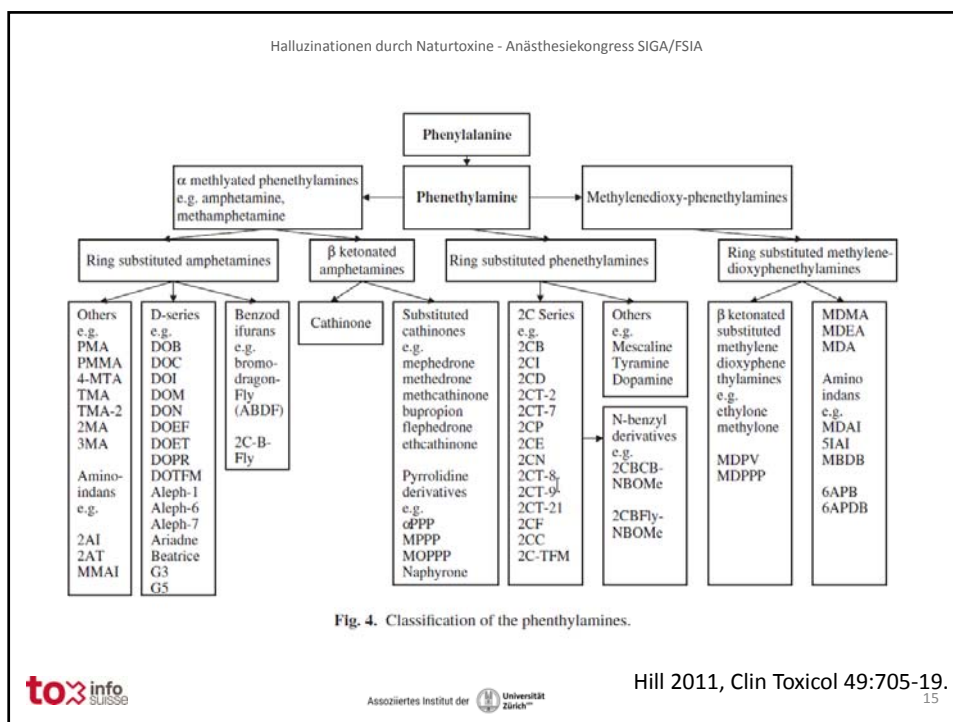 Halluzinationen durch Naturtoxine - Anästhesiekongress SIGA/FSIA
Phenylalanine
α methlyated phenethylamines
e.g. amphetamine,
methamphetamine
Phenethylamine
Methylenedioxy-phenethylamines
Ring substituted amphetamines
β ketonated
amphetamines
Ring substituted phenethylamines
Ring substituted methylene-
dioxyphenethylamines
Others
e.g.
PMA
PMMA
4-MTA
TMA
TMA-2
2MA
3MA
Amino-
indans
e.g.
2AI
2AT
MMAI
D-series
e.g.
DOB
DOC
DOI
DOM
DON
DOEF
DOET
DOPR
DOTFM
Aleph-1
Aleph-6
Aleph-7
Ariadne
Beatrice
G3
G5
Benzod
ifurans
e.g.
bromo-
dragon-
Fly
(ABDF)
2C-B-
Fly
Cathinone
Substituted
cathinones
e.g.
mephedrone
methedrone
methcathinone
bupropion
flephedrone
ethcathinone
Pyrrolidine
derivatives
e.g.
αPPP
MPPP
MOPPP
Naphyrone
2C Series
e.g.
2CB
2CI
2CD
2CT-2
2CT-7
2CP
2CE
2CN
2CT-8
2CT-9
2CT-21
2CF
2CC
2C-TFM
Others
e.g.
Mescaline
Tyramine
Dopamine
N-benzyl
derivatives
e.g.
2CBCB-
NBOMe
2CBFly-
NBOMe
β ketonated
substituted
methylene
dioxyphene
thylamines
e.g.
ethylone
methylone
MDPV
MDPPP
MDMA
MDEA
MDA
Amino
indans
e.g.
MDAI
5IAI
MBDB
6APB
6APDB
Fig. 4. Classification of the phenthylamines.
tox info suisse
Assoziiertes Institut der Universität Zürich UZH
Hill 2011, Clin Toxicol 49:705-19.
15